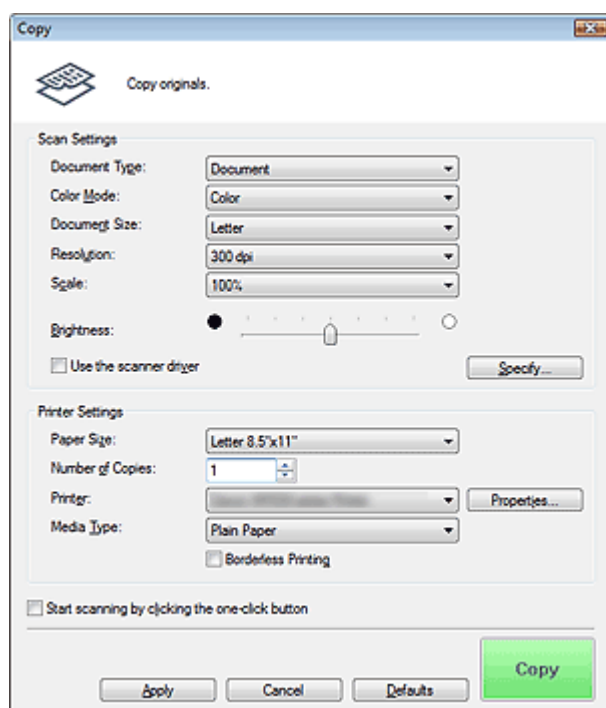 Copy
Copy originals.
Scan Settings
Document Type: Document
Color Mode: Color
Document Size: Letter
Resolution: 300 dpi
Scale: 100%
Brightness:
Use the scanner driver Specify...
Printer Settings
Paper Size: Letter 8.5"x11"
Number of Copies: 1
Printer: Properties...
Media Type: Plain Paper
Borderless Printing
Start scanning by clicking the one-click button
Apply Cancel Defaults Copy